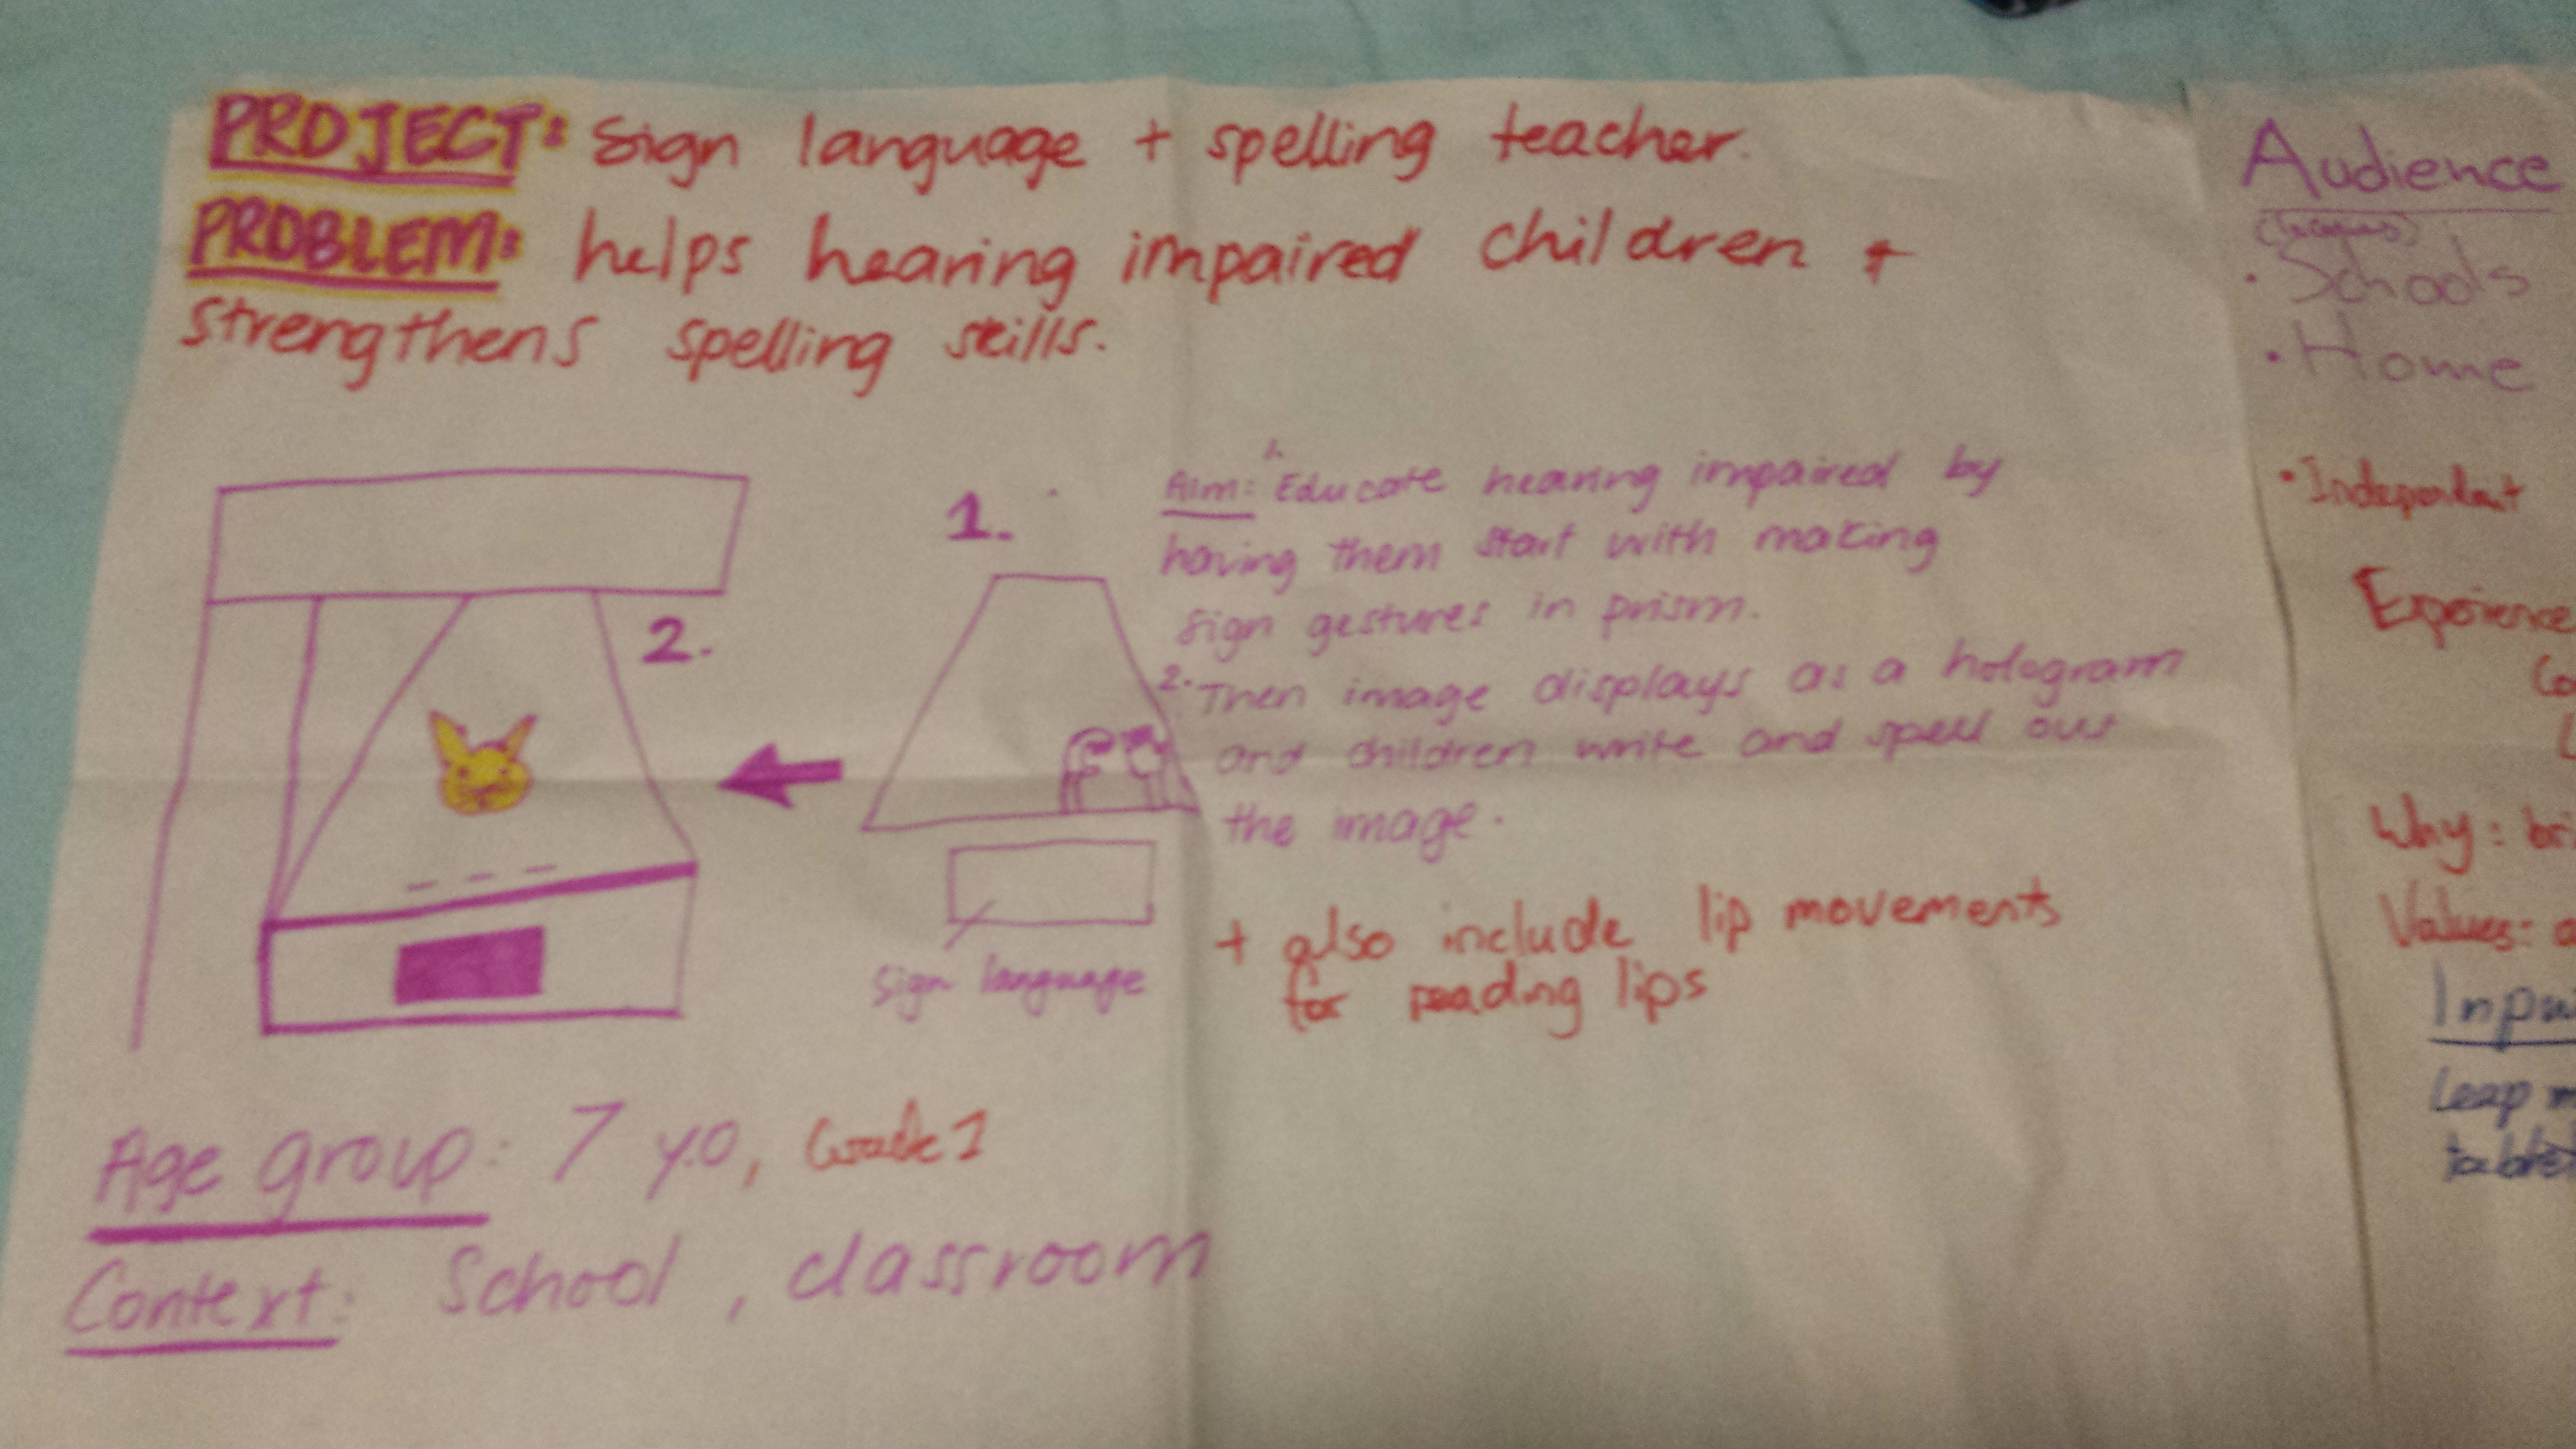 PROJECT: Sign language + spelling teacher.
PROBLEM: helps hearing impaired children +
strengthens spelling skills.
1.
2.
Aim: 1. Educate hearing impaired by
having them start with making
sign gestures in prism.
2. Then image displays as a hologram
and children write and spell out
the image.
sign language
+ also include lip movements
for reading lips
Age group: 7 y.o, Grade 1
Context: School, classroom
Audience
• Schools
• Home
• Independent
Experience
Why: bri
Values: a
Inpu
Leap m
tablet